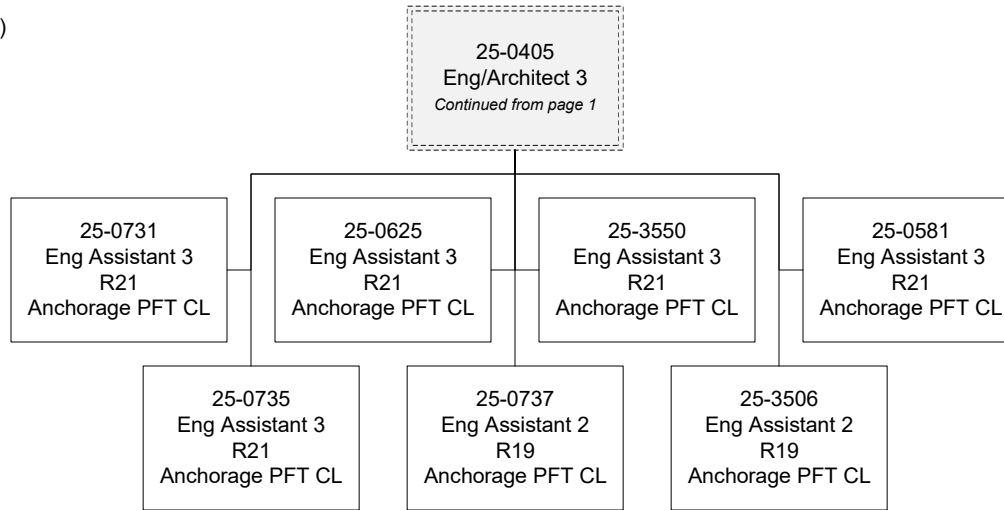 )
25-0405
Eng/Architect 3
Continued from page 1
25-0731
Eng Assistant 3
R21
Anchorage PFT CL
25-0625
Eng Assistant 3
R21
Anchorage PFT CL
25-3550
Eng Assistant 3
R21
Anchorage PFT CL
25-0581
Eng Assistant 3
R21
Anchorage PFT CL
25-0735
Eng Assistant 3
R21
Anchorage PFT CL
25-0737
Eng Assistant 2
R19
Anchorage PFT CL
25-3506
Eng Assistant 2
R19
Anchorage PFT CL